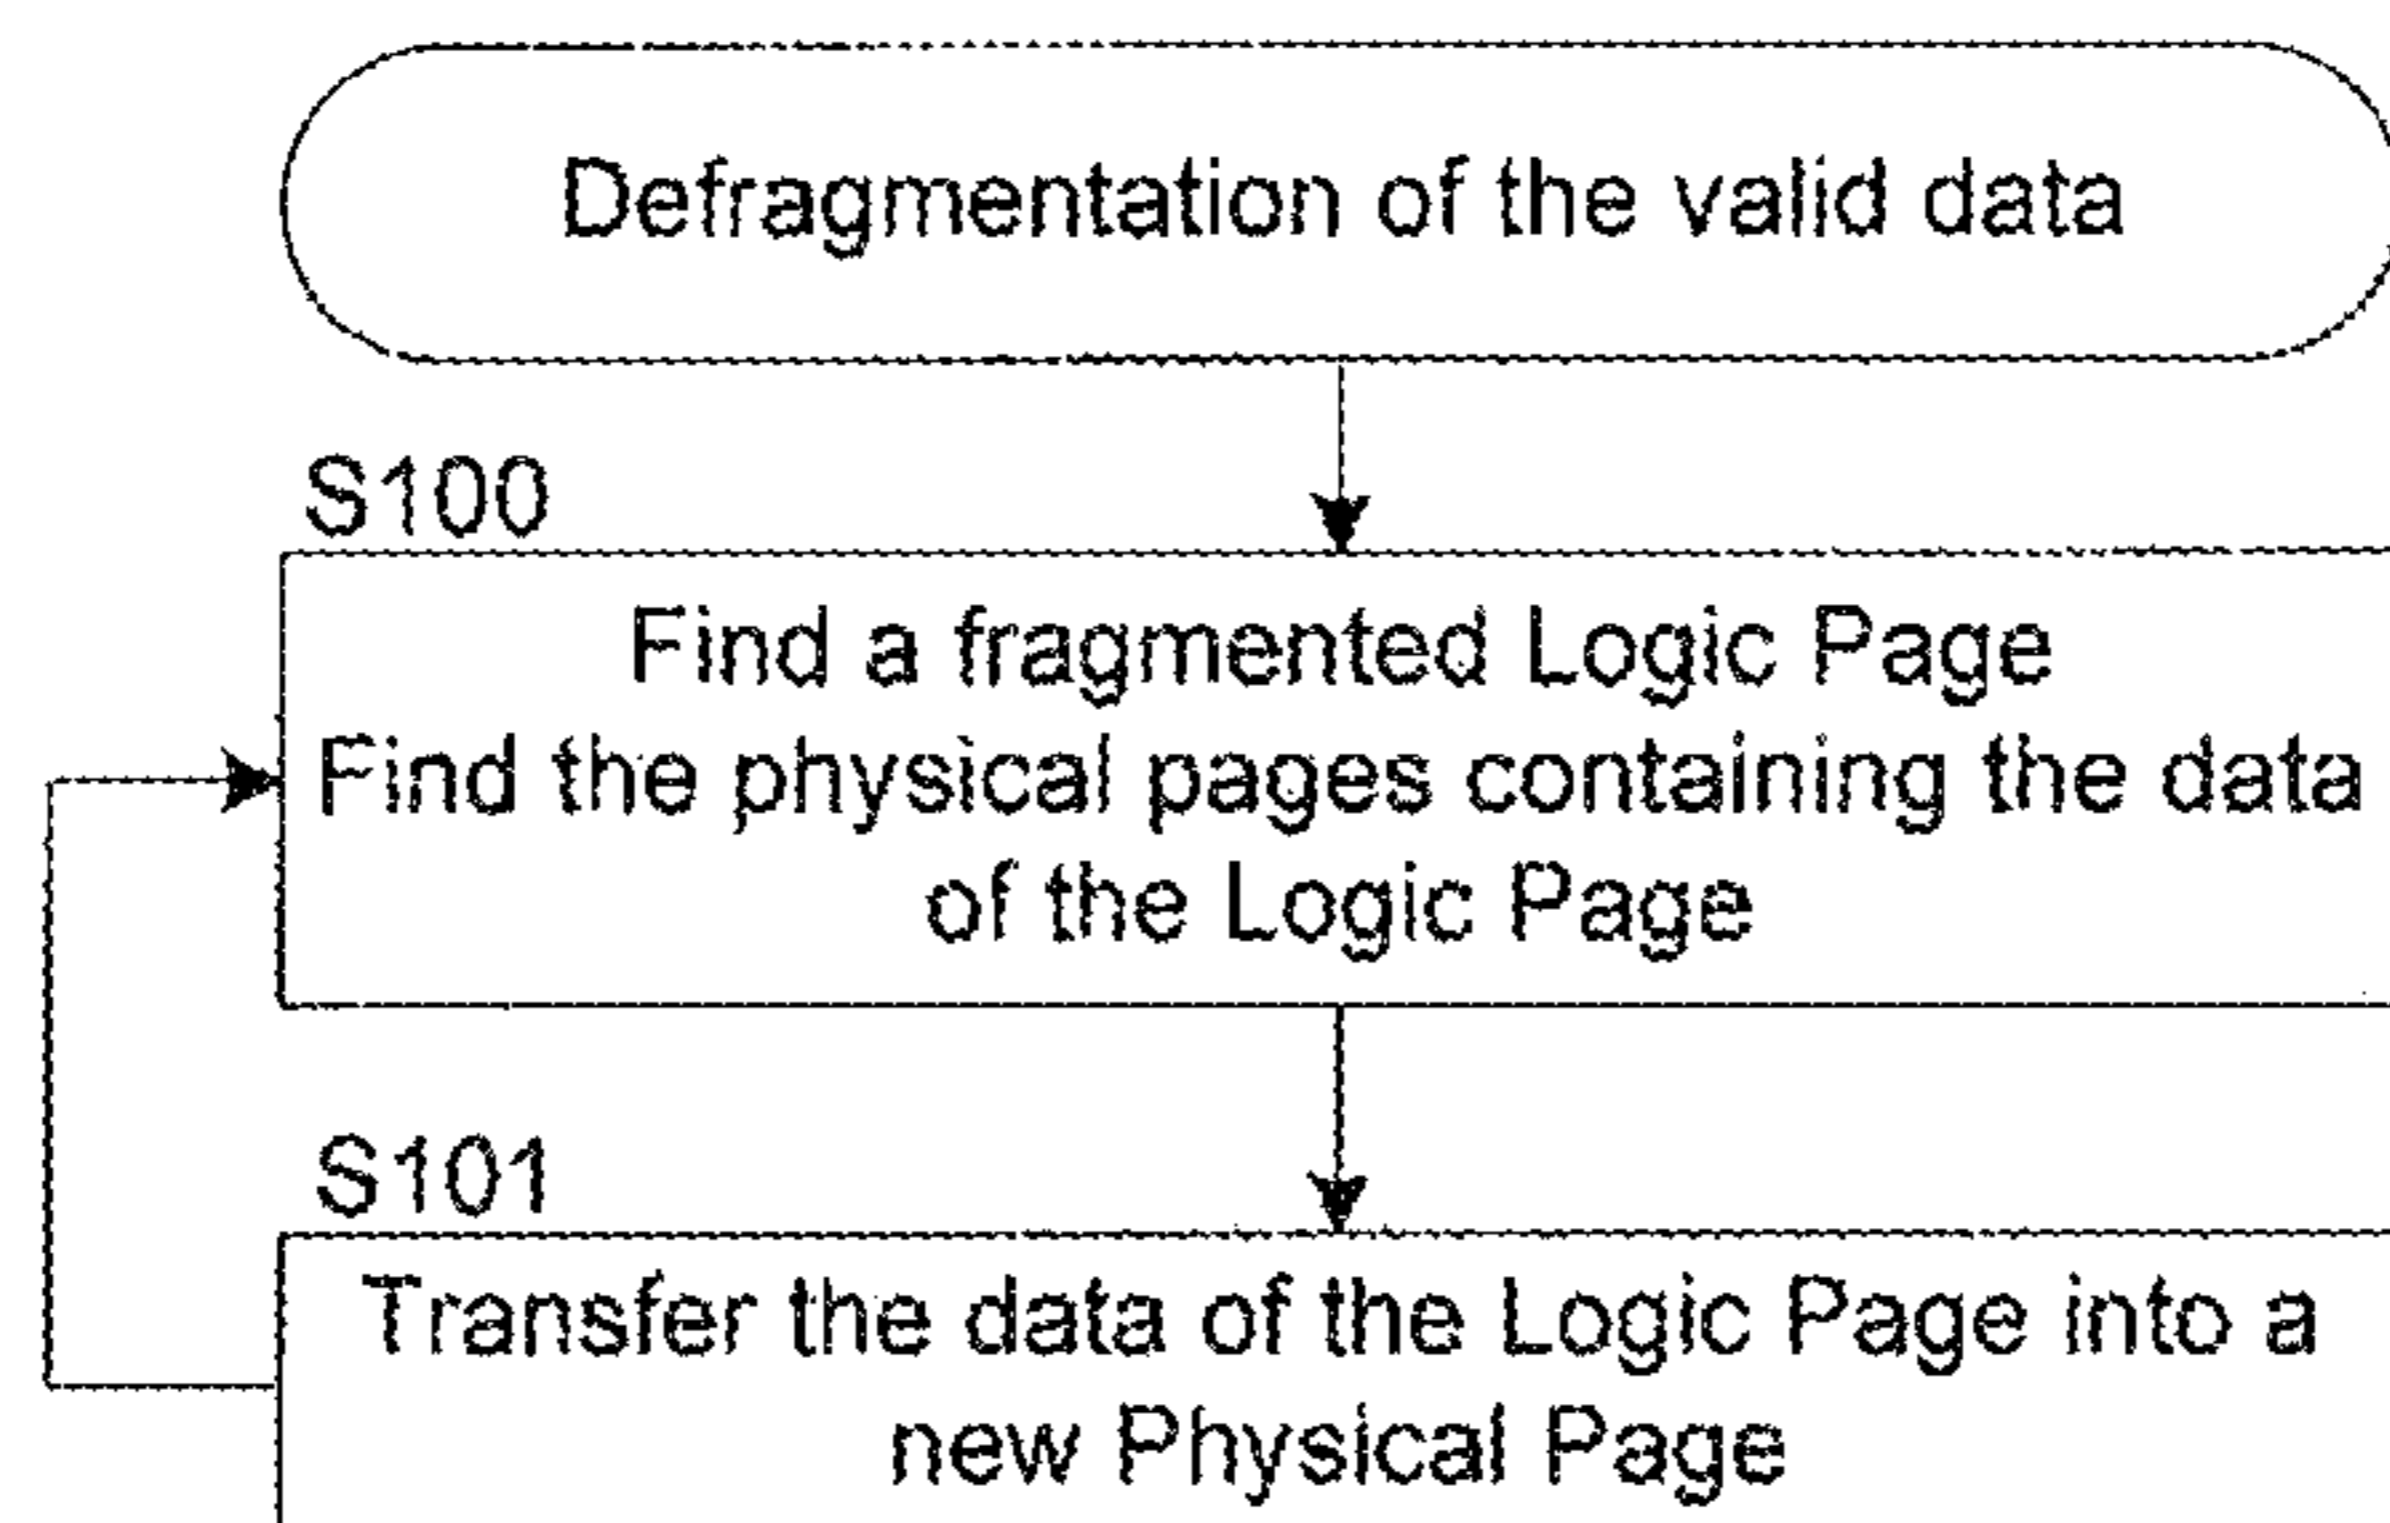 Defragmentation of the valid data
S100
Find a fragmented Logic Page
Find the physical pages containing the data
of the Logic Page
S101
Transfer the data of the Logic Page into a
new Physical Page